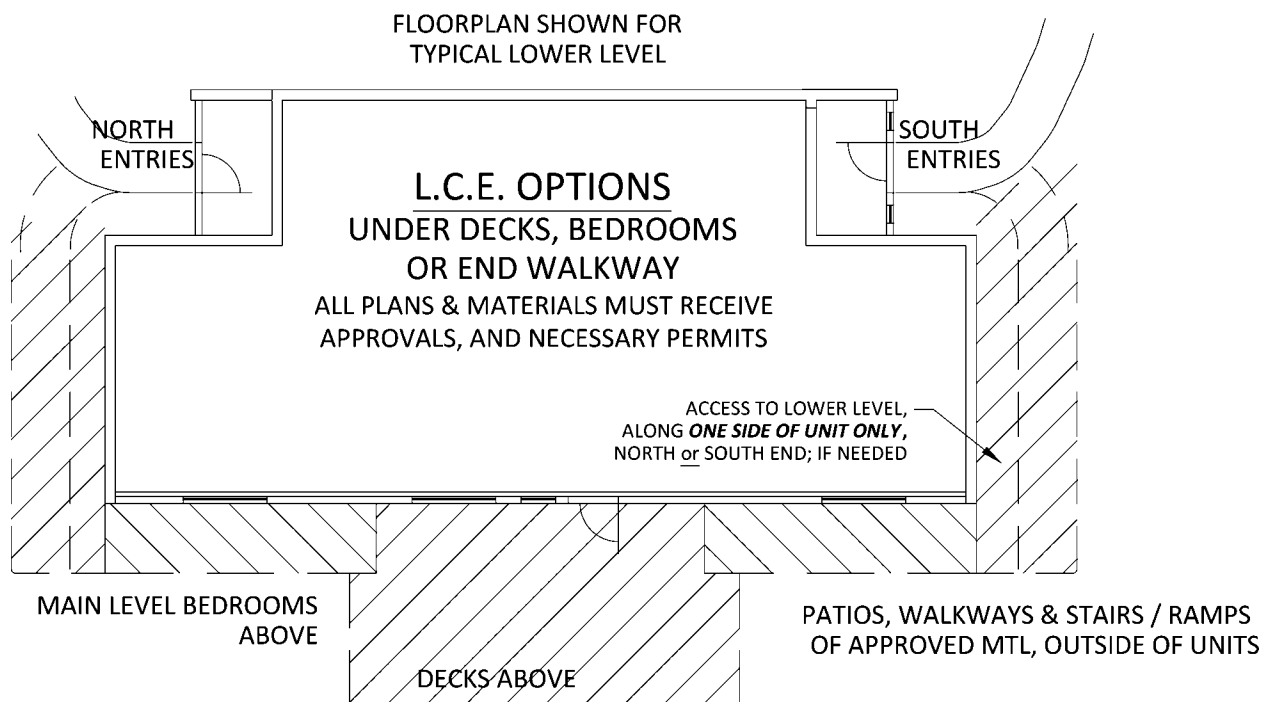 FLOORPLAN SHOWN FOR
TYPICAL LOWER LEVEL
NORTH
ENTRIES
SOUTH
ENTRIES
L.C.E. OPTIONS
UNDER DECKS, BEDROOMS
OR END WALKWAY
ALL PLANS & MATERIALS MUST RECEIVE
APPROVALS, AND NECESSARY PERMITS
ACCESS TO LOWER LEVEL,
ALONG ONE SIDE OF UNIT ONLY,
NORTH or SOUTH END; IF NEEDED
MAIN LEVEL BEDROOMS
ABOVE
PATIOS, WALKWAYS & STAIRS / RAMPS
OF APPROVED MTL, OUTSIDE OF UNITS
DECKS ABOVE